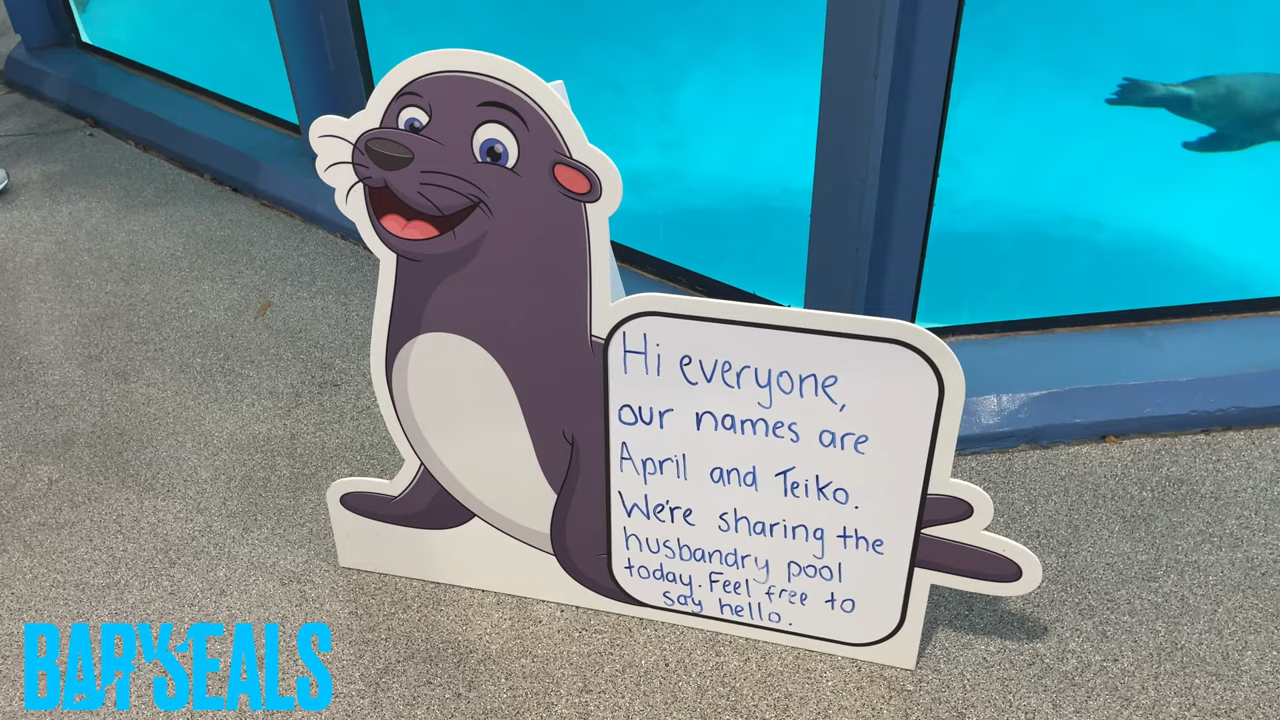 Hi everyone,
our names are
April and Teiko.
We're sharing the
husbandry pool
today. Feel free to
say hello.
BABYSEALS